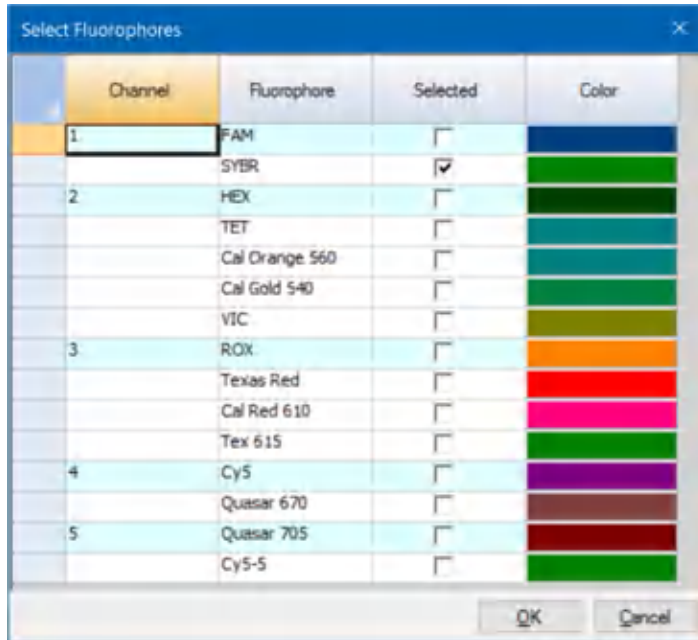 Select Fluorophores
Channel Fluorophore Selected Color
1 FAM
SYBR
2 HEX
TET
Cal Orange 560
Cal Gold 540
VIC
3 ROX
Texas Red
Cal Red 610
Tex 615
4 Cy5
Quasar 670
5 Quasar 705
Cy5-5
OK Cancel